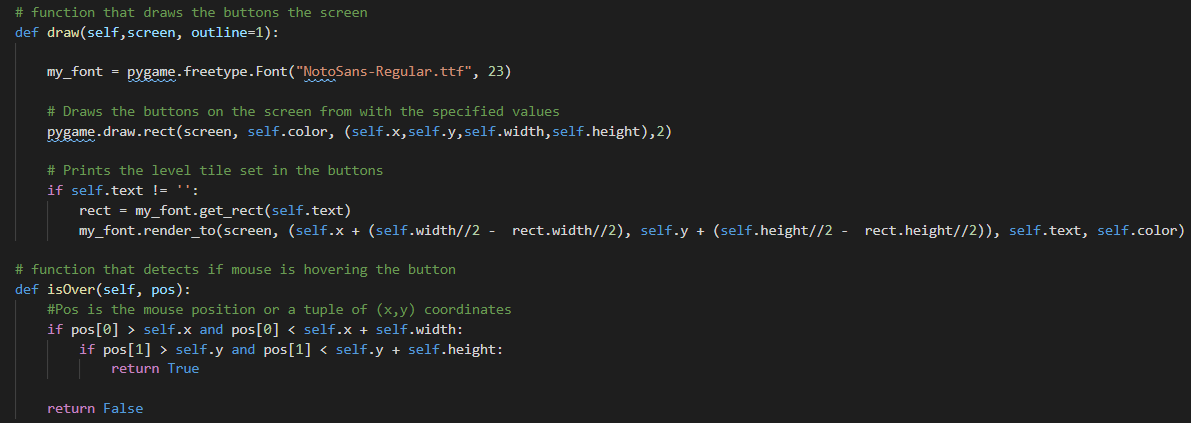 # function that draws the buttons the screen
def draw(self,screen, outline=1):
    my_font = pygame.freetype.Font("NotoSans-Regular.ttf", 23)
    # Draws the buttons on the screen from with the specified values
    pygame.draw.rect(screen, self.color, (self.x,self.y,self.width,self.height),2)
    # Prints the level tile set in the buttons
    if self.text != '':
        rect = my_font.get_rect(self.text)
        my_font.render_to(screen, (self.x + (self.width//2 -  rect.width//2), self.y + (self.height//2 -  rect.height//2)), self.text, self.color)
# function that detects if mouse is hovering the button
def isOver(self, pos):
    #Pos is the mouse position or a tuple of (x,y) coordinates
    if pos[0] > self.x and pos[0] < self.x + self.width:
        if pos[1] > self.y and pos[1] < self.y + self.height:
            return True
    return False